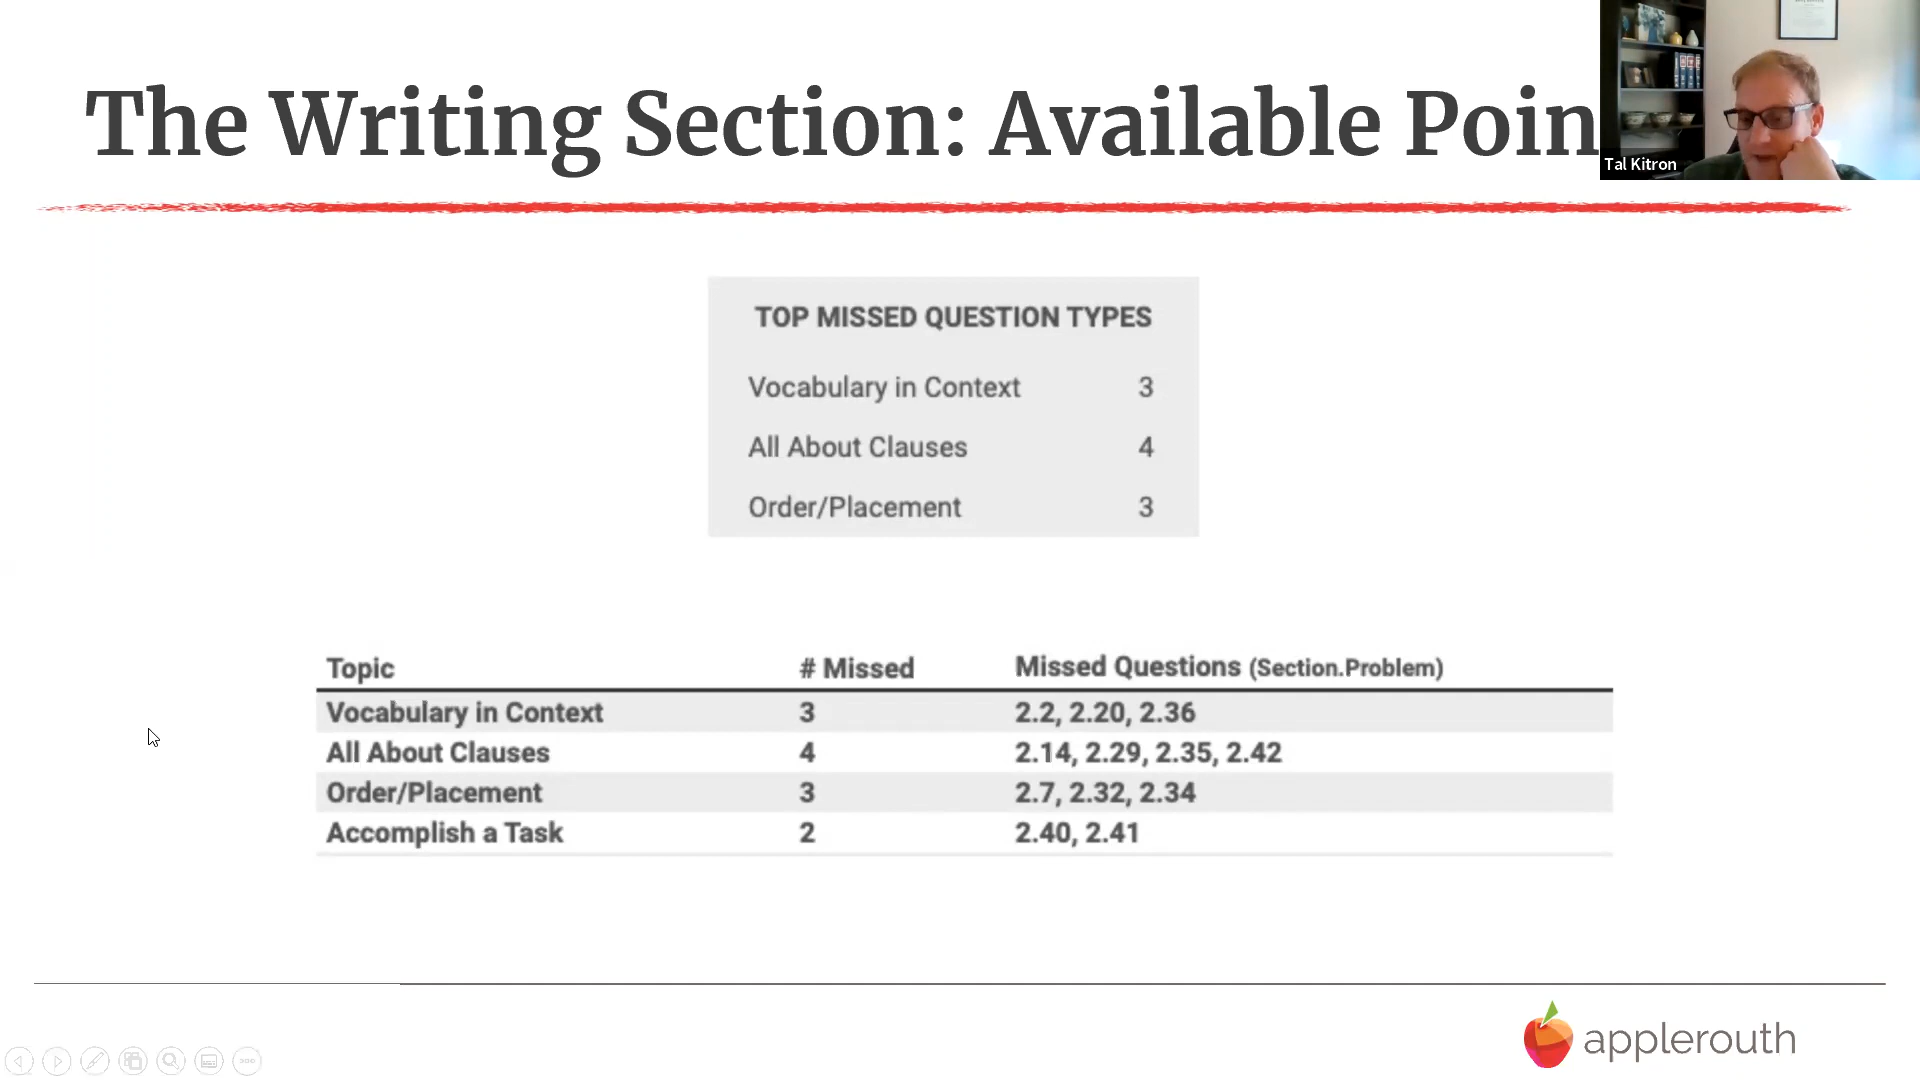 The Writing Section: Available Poin
Tal Kitron
TOP MISSED QUESTION TYPES
Vocabulary in Context 3
All About Clauses 4
Order/Placement 3
Topic # Missed Missed Questions (Section.Problem)
Vocabulary in Context 3 2.2, 2.20, 2.36
All About Clauses 4 2.14, 2.29, 2.35, 2.42
Order/Placement 3 2.7, 2.32, 2.34
Accomplish a Task 2 2.40, 2.41
applerouth